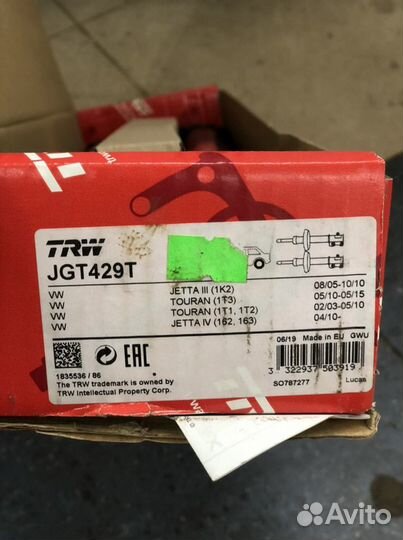 TRW
TRW
JGT429T
VW JETTA III (1K2) 08/05-10/10
VW TOURAN (1T3) 05/10-05/15
VW TOURAN (1T1, 1T2) 02/03-05/10
VW JETTA IV (162, 163) 04/10-
06/19 Made in EU GWU
EAC
1835536 / 86
The TRW trademark is owned by
TRW Intellectual Property Corp.
3 322937 503919
SO787277 Lucas
Avito